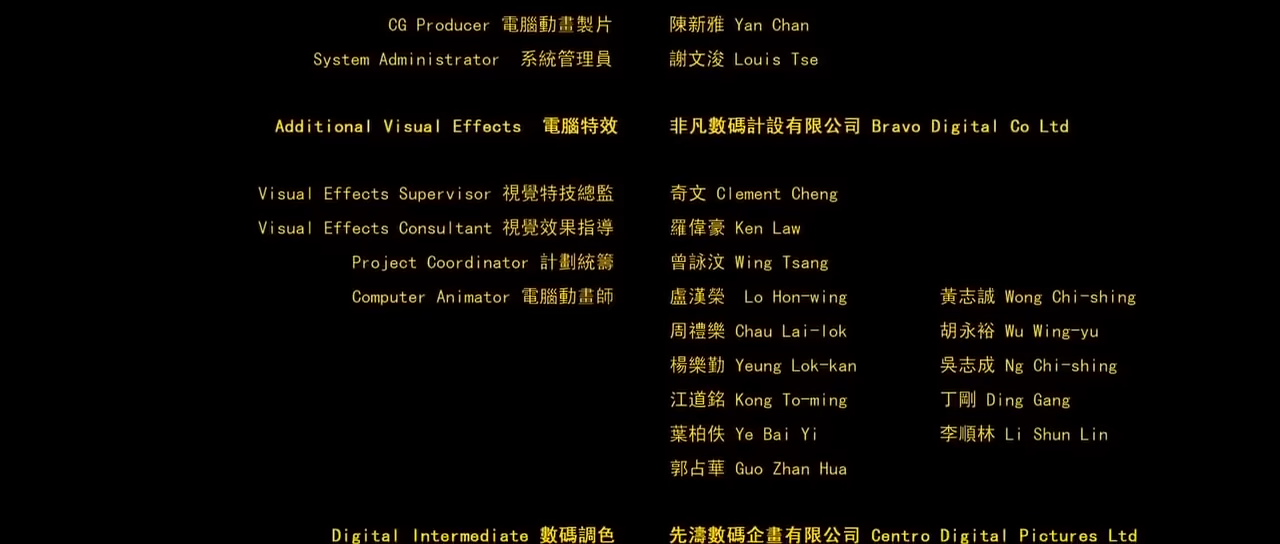 CG Producer 電腦動畫製片 陳新雅 Yan Chan
System Administrator 系統管理員 謝文浚 Louis Tse
Additional Visual Effects 電腦特效 非凡數碼計設有限公司 Bravo Digital Co Ltd
Visual Effects Supervisor 視覺特技總監 奇文 Clement Cheng
Visual Effects Consultant 視覺效果指導 羅偉豪 Ken Law
Project Coordinator 計劃統籌 曾詠汶 Wing Tsang
Computer Animator 電腦動畫師 盧漢榮 Lo Hon-wing 黃志誠 Wong Chi-shing
周禮樂 Chau Lai-lok 胡永裕 Wu Wing-yu
楊樂勤 Yeung Lok-kan 吳志成 Ng Chi-shing
江道銘 Kong To-ming 丁剛 Ding Gang
葉柏佚 Ye Bai Yi 李順林 Li Shun Lin
郭占華 Guo Zhan Hua
Digital Intermediate 數碼調色 先濤數碼企畫有限公司 Centro Digital Pictures Ltd